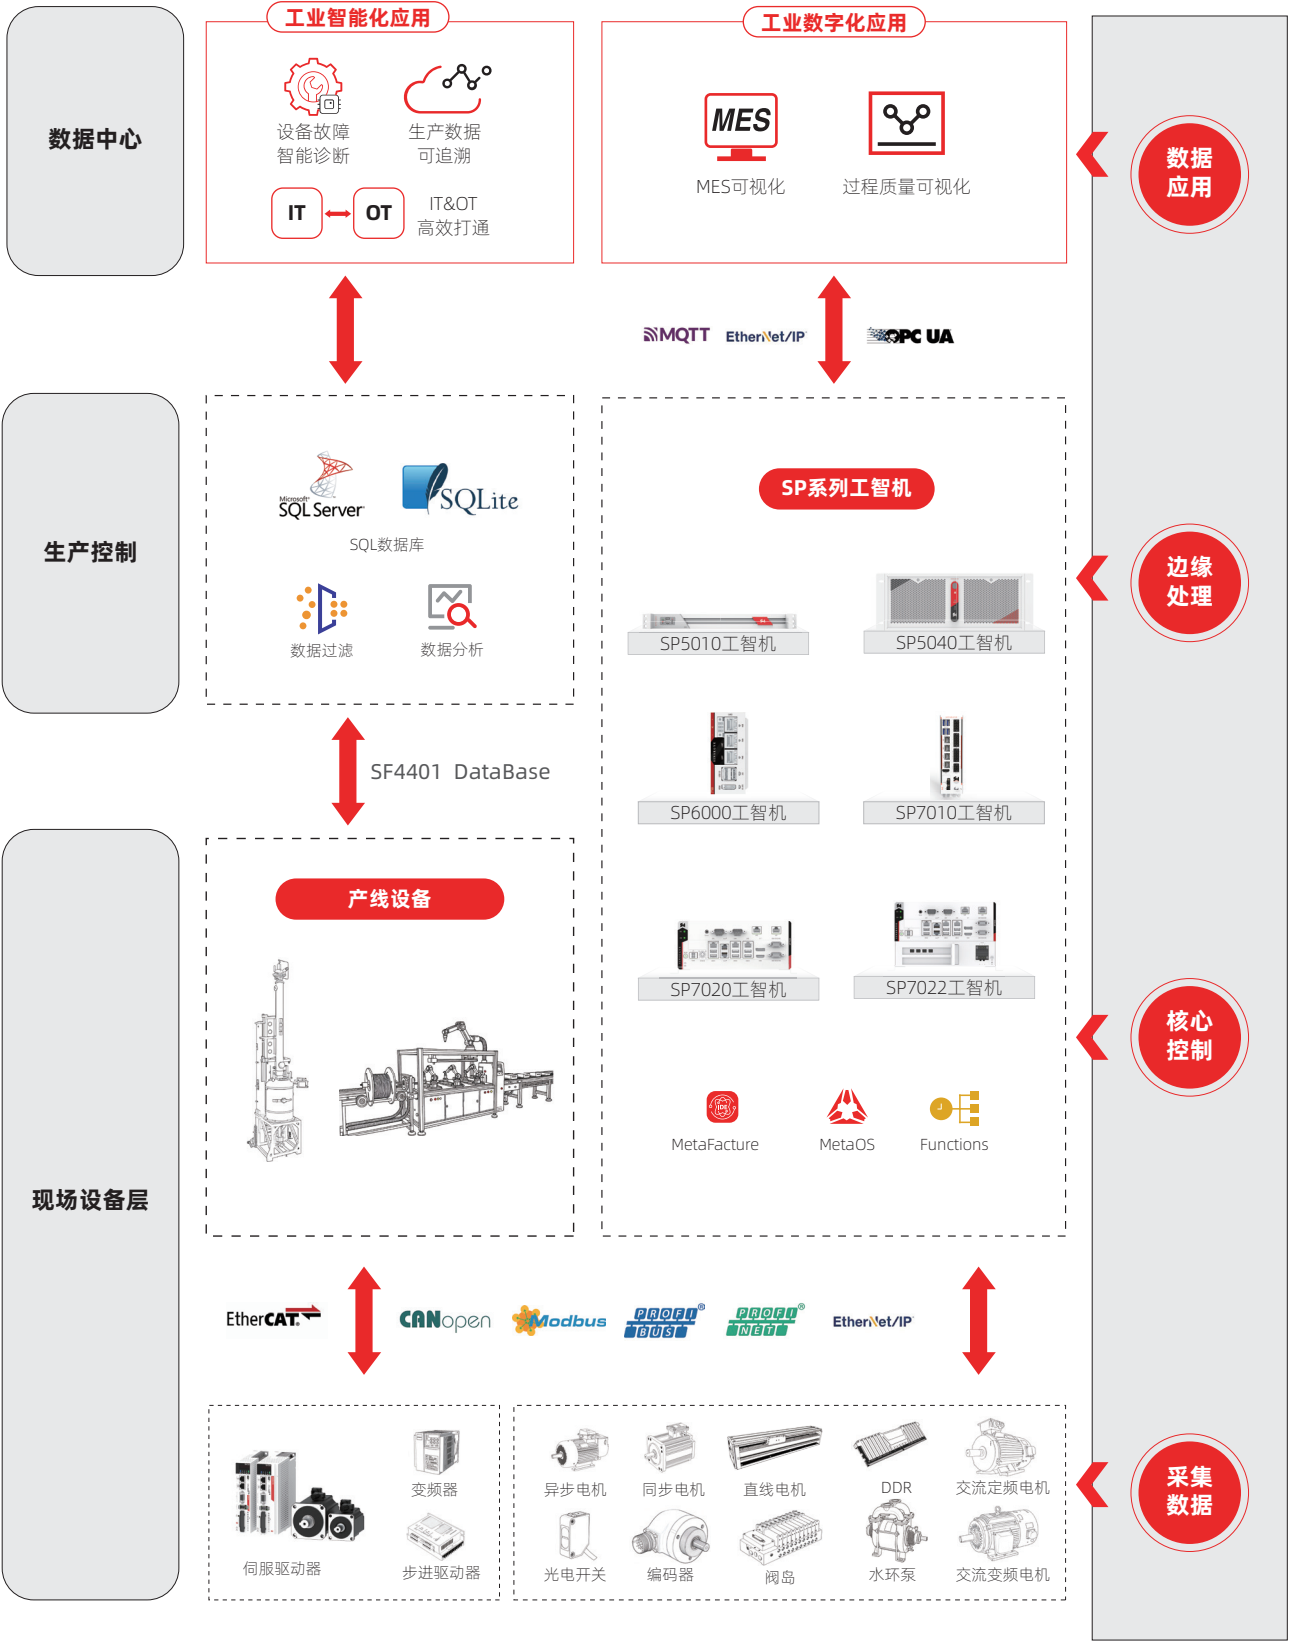 数据中心
工业智能化应用
设备故障
智能诊断
生产数据
可追溯
IT
OT
IT&OT
高效打通
工业数字化应用
MES
MES可视化
过程质量可视化
数据
应用
MQTT
EtherNet/IP
OPC UA
生产控制
Microsoft
SQL Server
SQLite
SQL数据库
数据过滤
数据分析
SP系列工智机
SP5010工智机
SP5040工智机
SP6000工智机
SP7010工智机
SP7020工智机
SP7022工智机
IDE
MetaFacture
MetaOS
Functions
边缘
处理
SF4401 DataBase
现场设备层
产线设备
核心
控制
EtherCAT
CANopen
Modbus
PROFI
BUS
PROFI
NET
EtherNet/IP
伺服驱动器
变频器
步进驱动器
异步电机
同步电机
直线电机
DDR
交流定频电机
光电开关
编码器
阀岛
水环泵
交流变频电机
采集
数据